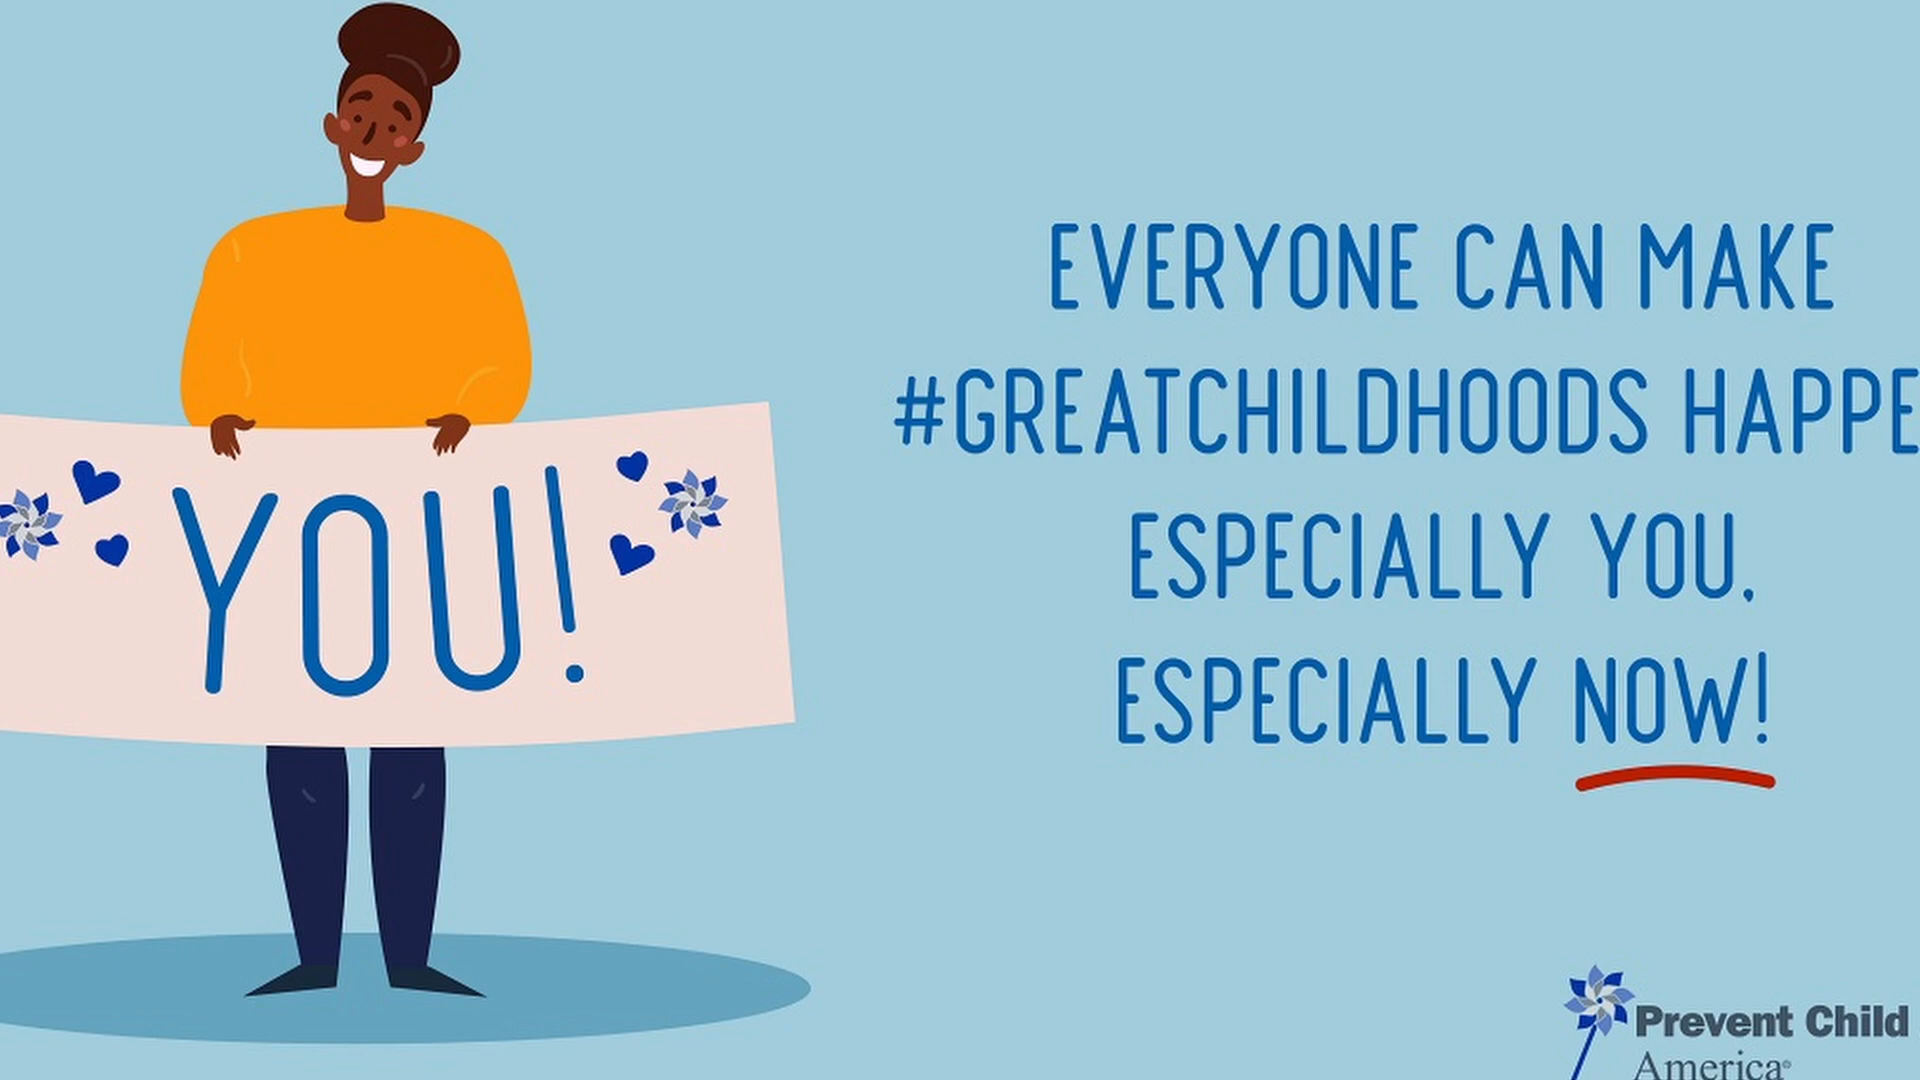 YOU!
EVERYONE CAN MAKE
#GREATCHILDHOODS HAPPE
ESPECIALLY YOU,
ESPECIALLY NOW!
Prevent Child
America®